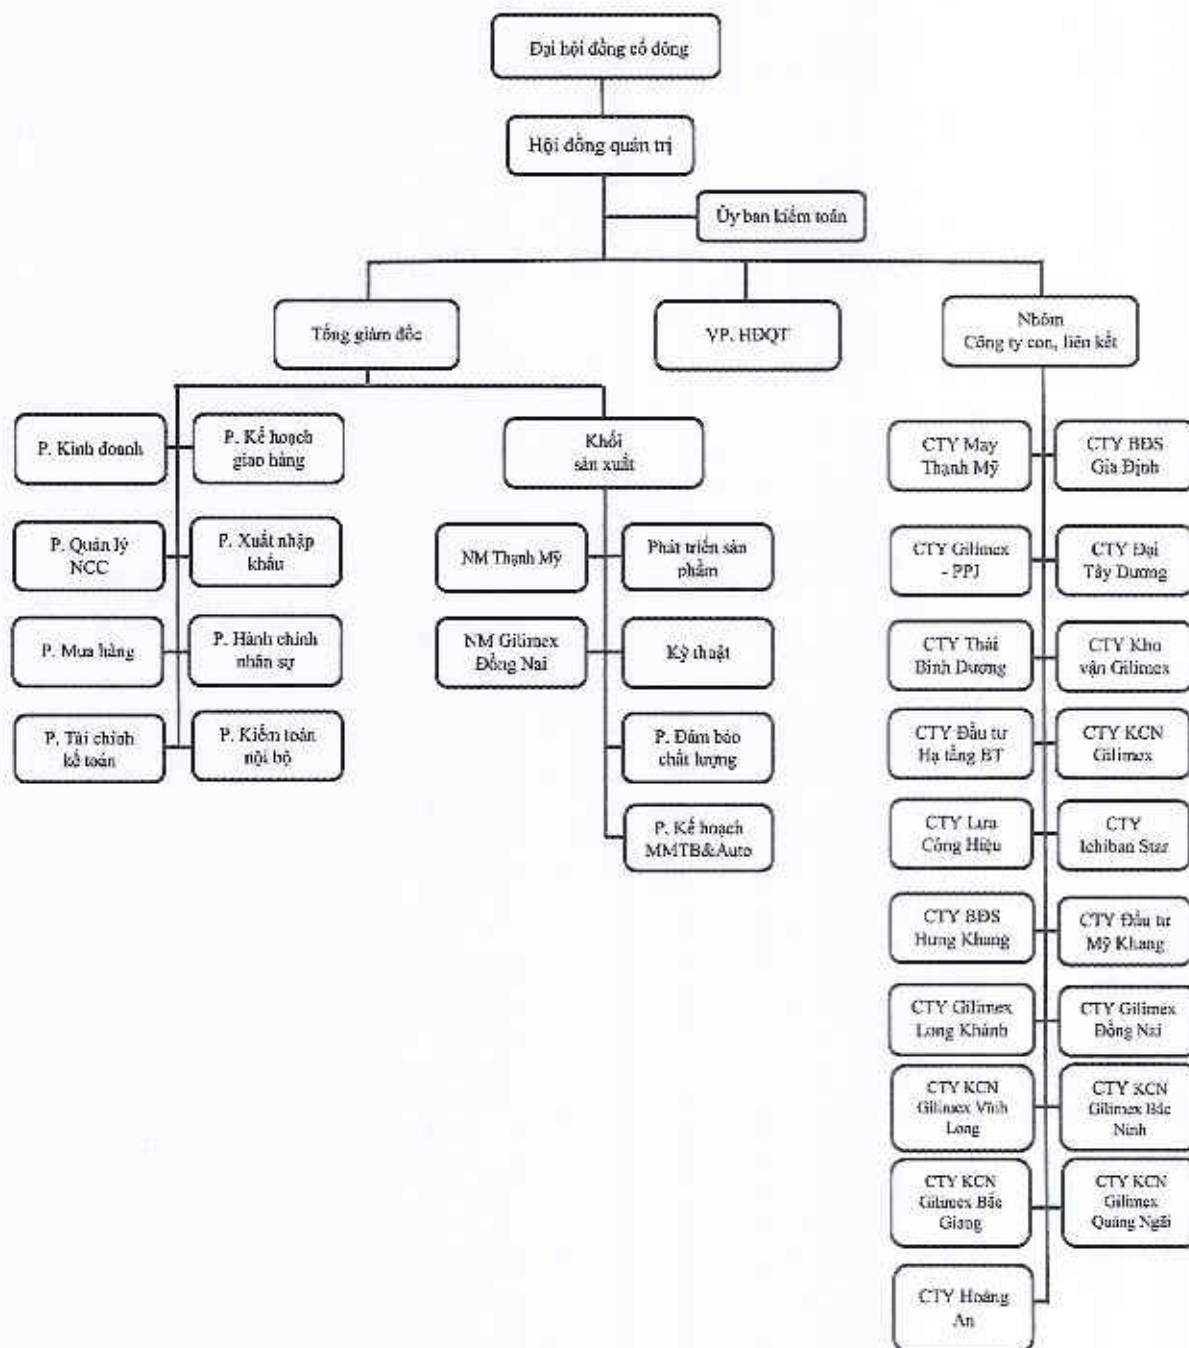 Đại hội đồng cổ đông
Hội đồng quản trị
Ủy ban kiểm toán
Tổng giám đốc
VP. HĐQT
Nhóm
Công ty con, liên kết
P. Kinh doanh
P. Kế hoạch
giao hàng
P. Quản lý
NCC
P. Xuất nhập
khẩu
P. Mua hàng
P. Hành chính
nhân sự
P. Tài chính
kế toán
P. Kiểm toán
nội bộ
Khối
sản xuất
NM Thạnh Mỹ
Phát triển sản
phẩm
NM Gilimex
Đồng Nai
Kỹ thuật
P. Đảm bảo
chất lượng
P. Kế hoạch
MMTB&Auto
CTY May
Thạnh Mỹ
CTY BĐS
Gia Định
CTY Gilimex
- PPJ
CTY Đại
Tây Dương
CTY Thái
Bình Dương
CTY Kho
vận Gilimex
CTY Đầu tư
Hạ tầng BT
CTY KCN
Gilimex
CTY Lưu
Công Hiệu
CTY
Ichiban Star
CTY BĐS
Hưng Khang
CTY Đầu tư
Mỹ Khang
CTY Gilimex
Long Khánh
CTY Gilimex
Đồng Nai
CTY KCN
Gilimex Vĩnh
Long
CTY KCN
Gilimex Bắc
Ninh
CTY KCN
Gilimex Bắc
Giang
CTY KCN
Gilimex
Quảng Ngãi
CTY Hoàng
An